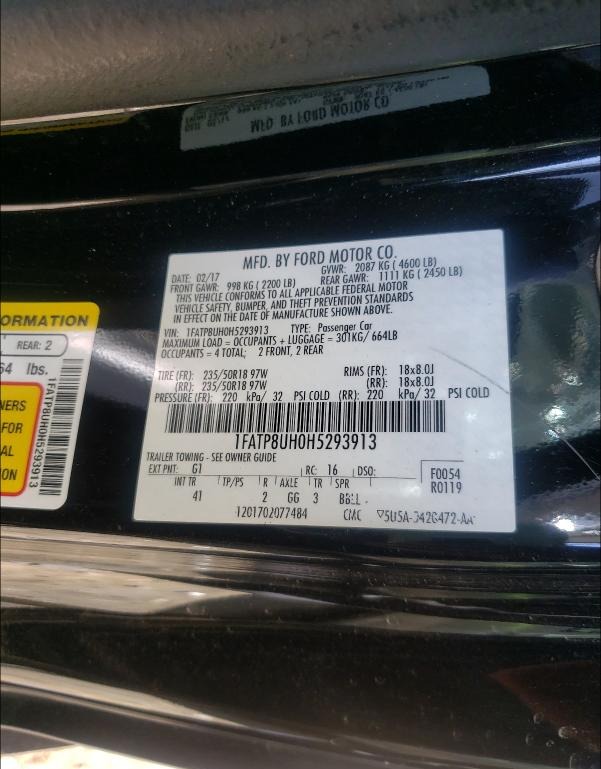 MFD. BY FORD MOTOR CO.
MFD. BY FORD MOTOR CO.
DATE: 02/17 GVWR: 2087 KG ( 4600 LB)
FRONT GAWR: 998 KG ( 2200 LB) REAR GAWR: 1111 KG ( 2450 LB)
THIS VEHICLE CONFORMS TO ALL APPLICABLE FEDERAL MOTOR
VEHICLE SAFETY, BUMPER, AND THEFT PREVENTION STANDARDS
IN EFFECT ON THE DATE OF MANUFACTURE SHOWN ABOVE.
VIN: 1FATP8UH0H5293913 TYPE: Passenger Car
MAXIMUM LOAD = OCCUPANTS + LUGGAGE = 301KG/ 664LB
OCCUPANTS = 4 TOTAL; 2 FRONT, 2 REAR
TIRE (FR): 235/50R18 97W RIMS (FR): 18x8.0J
(RR): 235/50R18 97W (RR): 18x8.0J
PRESSURE (FR): 220 kPa/ 32 PSI COLD (RR): 220 kPa/ 32 PSI COLD
1FATP8UH0H5293913
TRAILER TOWING - SEE OWNER GUIDE
EXT PNT: G1 RC: 16 DSO:
F0054
R0119
INT TR TP/PS R AXLE TR SPR
41 2 GG 3
1201702077484 CMC
ORMATION
REAR: 2
64 lbs.
NERS
FOR
AL
ION
1FATP8UH0H5293913